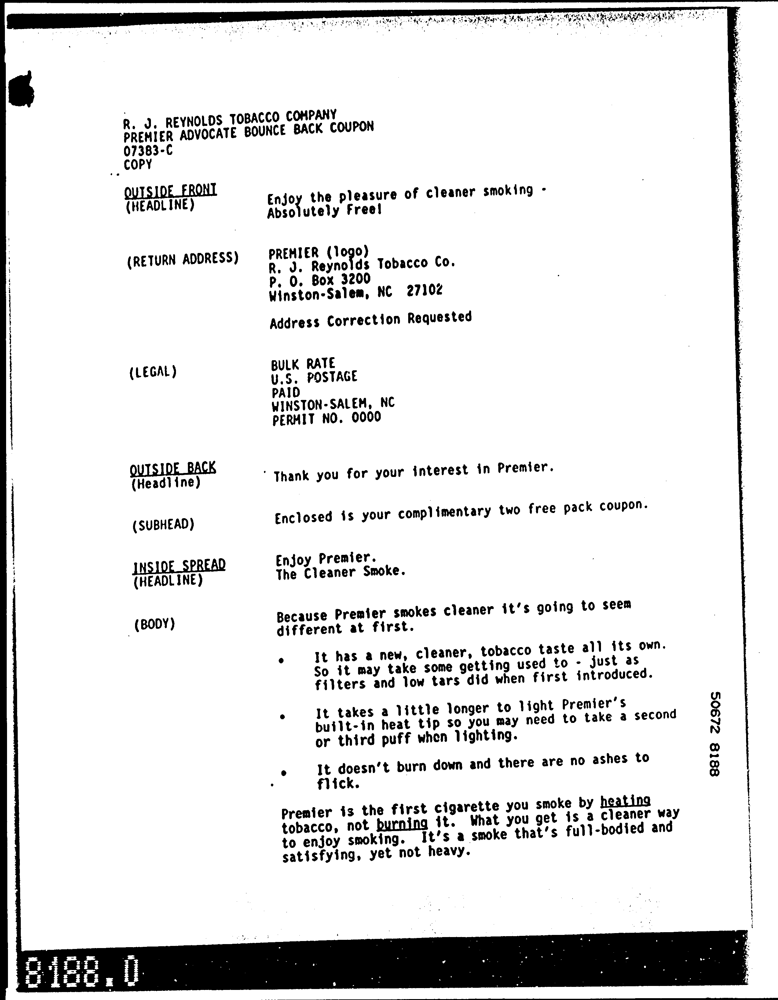 R. J. REYNOLDS TOBACCO COMPANY
PREMIER ADVOCATE BOUNCE BACK COUPON
07383-C
COPY
OUTSIDE FRONT
(HEADLINE)
Enjoy the pleasure of cleaner smoking -
Absolutely Free!
(RETURN ADDRESS)
PREMIER (logo)
R. J. Reynolds Tobacco Co.
P. O. Box 3200
Winston-Salem, NC 27102
Address Correction Requested
(LEGAL)
BULK RATE
U.S. POSTAGE
PAID
WINSTON-SALEM, NC
PERMIT NO. 0000
OUTSIDE BACK
(Headline)
Thank you for your interest in Premier.
(SUBHEAD)
Enclosed is your complimentary two free pack coupon.
INSIDE SPREAD
(HEADLINE)
Enjoy Premier.
The Cleaner Smoke.
(BODY)
Because Premier smokes cleaner it's going to seem
different at first.
• It has a new, cleaner, tobacco taste all its own.
So it may take some getting used to - just as
filters and low tars did when first introduced.
• It takes a little longer to light Premier's
built-in heat tip so you may need to take a second
or third puff when lighting.
• It doesn't burn down and there are no ashes to
flick.
Premier is the first cigarette you smoke by heating
tobacco, not burning it. What you get is a cleaner way
to enjoy smoking. It's a smoke that's full-bodied and
satisfying, yet not heavy.
50672 8188
8188.0